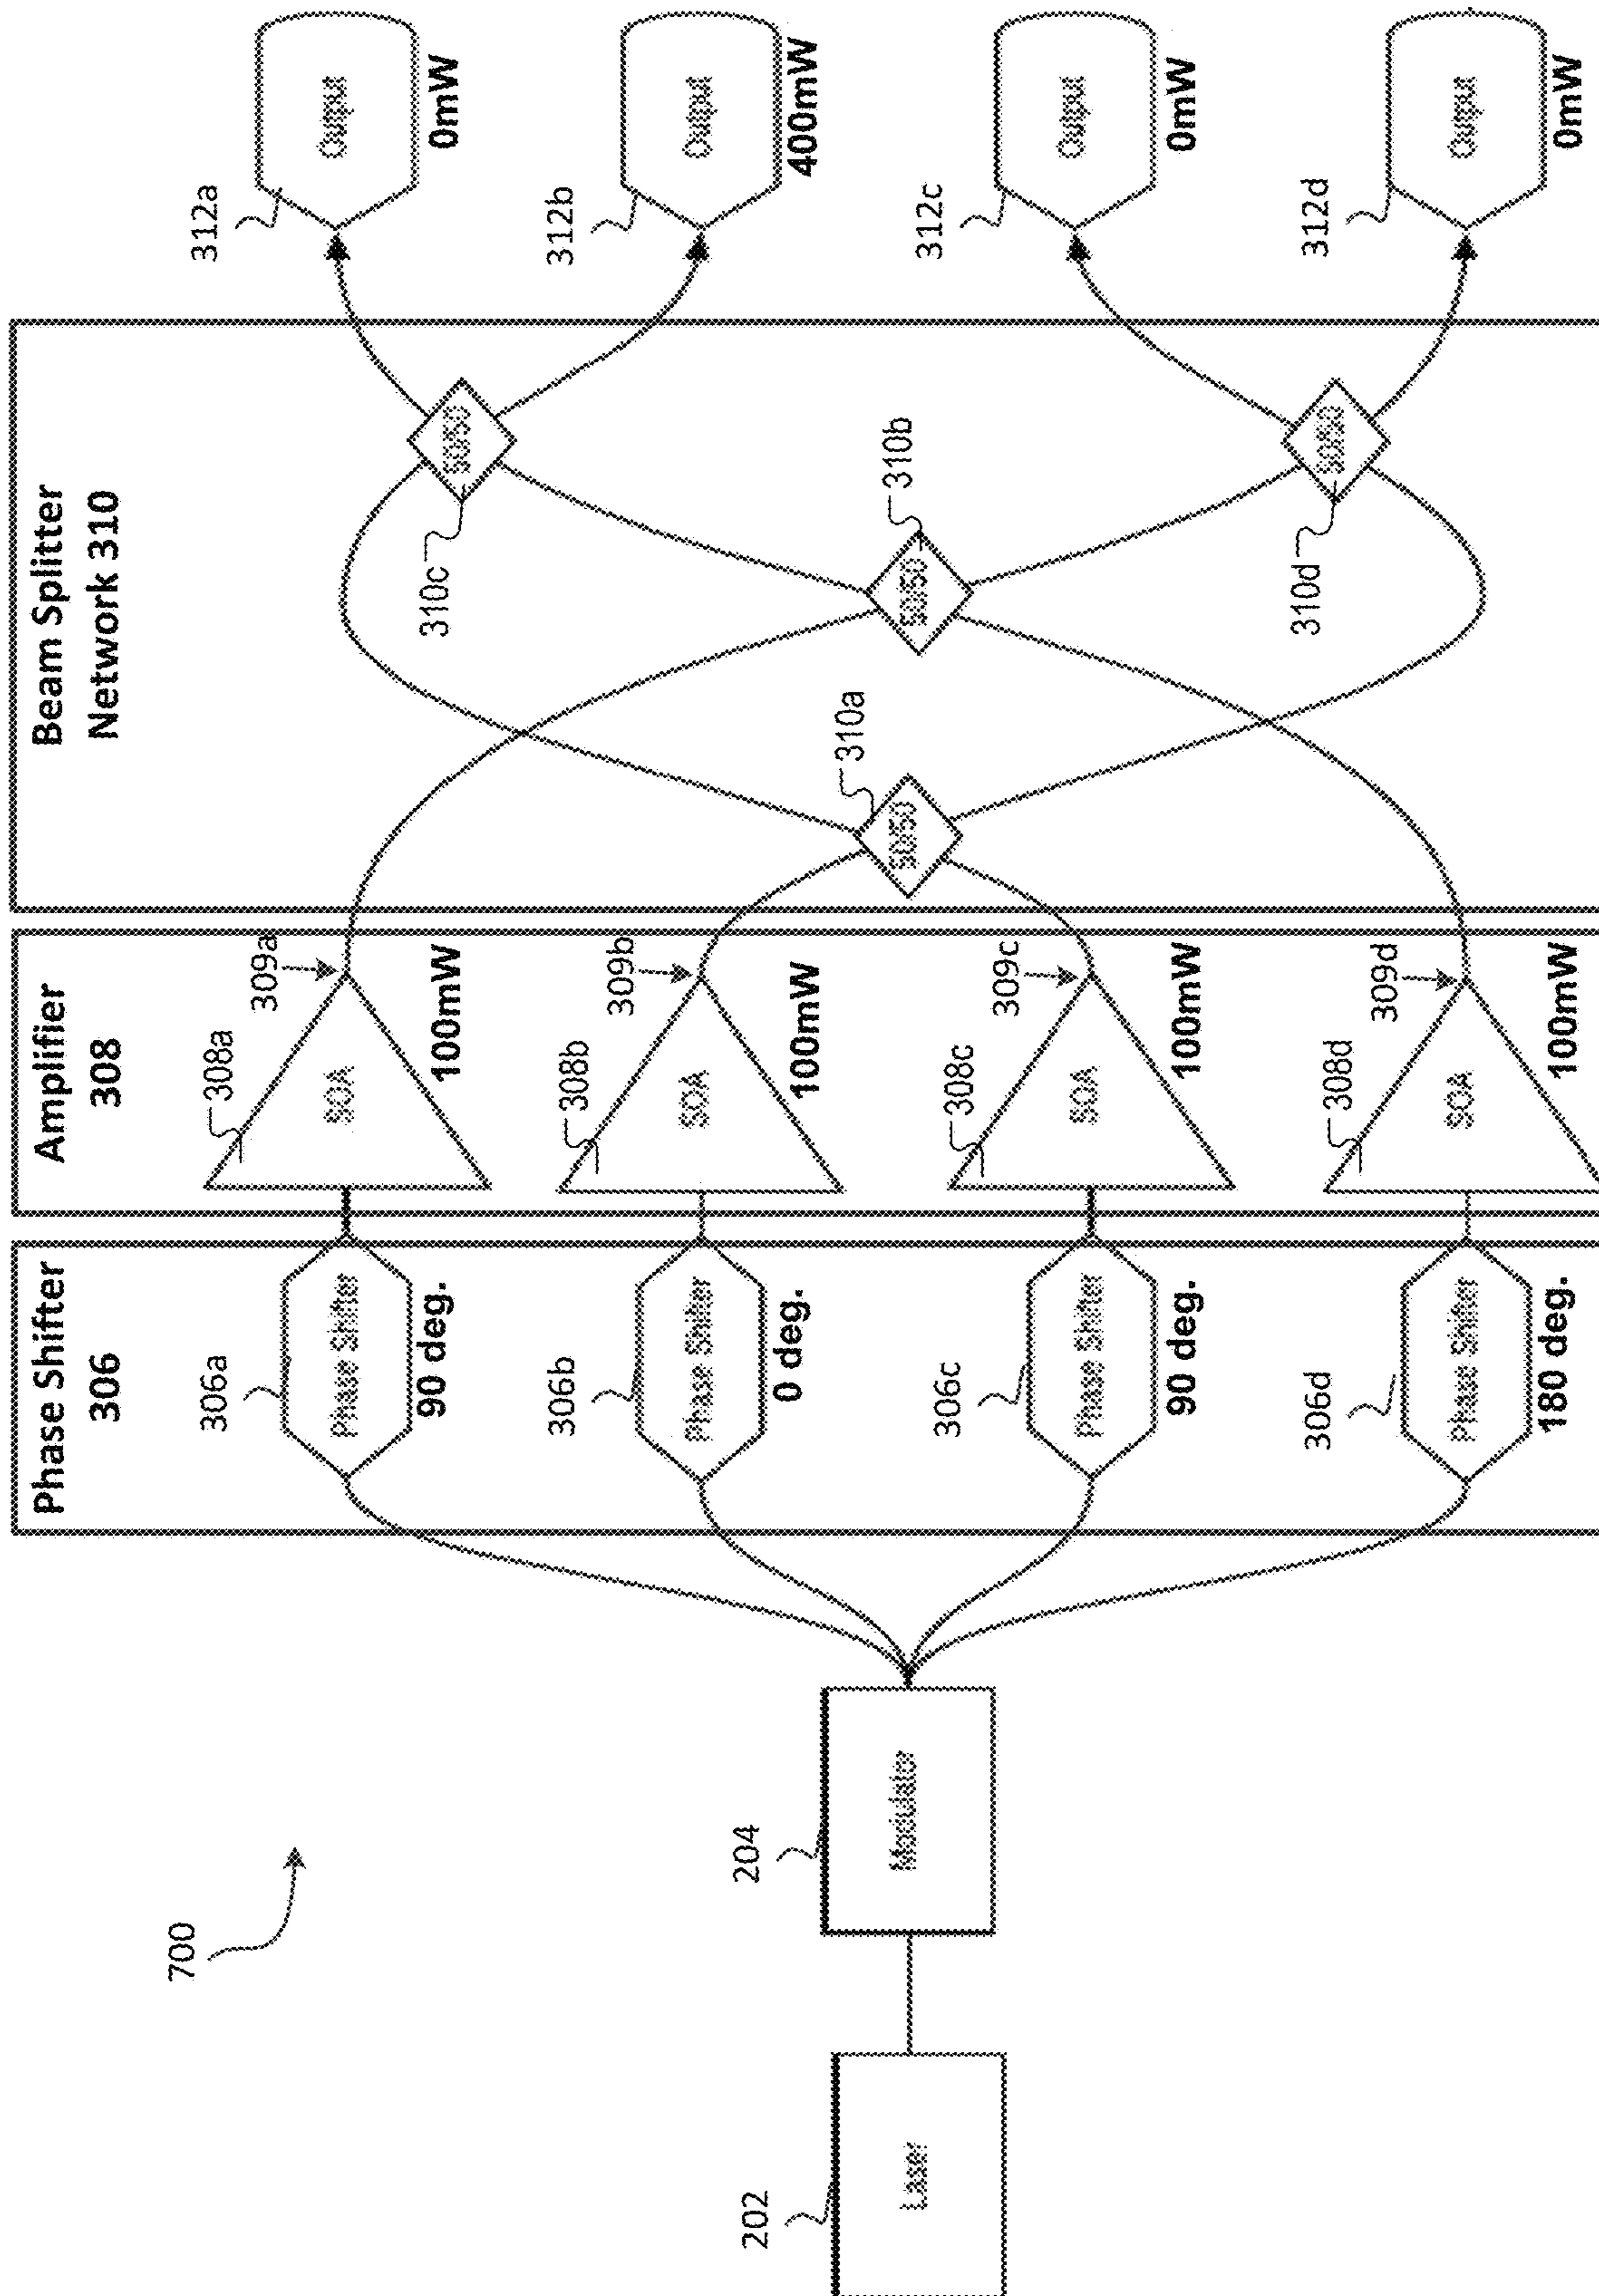 700
202
Laser
204
Modulator
Phase Shifter
306
306a
Phase Shifter
90 deg.
306b
Phase Shifter
0 deg.
306c
Phase Shifter
90 deg.
306d
Phase Shifter
180 deg.
Amplifier
308
308a
SOA
309a
100mW
308b
SOA
309b
100mW
308c
SOA
309c
100mW
308d
SOA
309d
100mW
Beam Splitter
Network 310
310a
50/50
310b
50/50
310c
50/50
310d
50/50
312a
Output
0mW
312b
Output
400mW
312c
Output
0mW
312d
Output
0mW